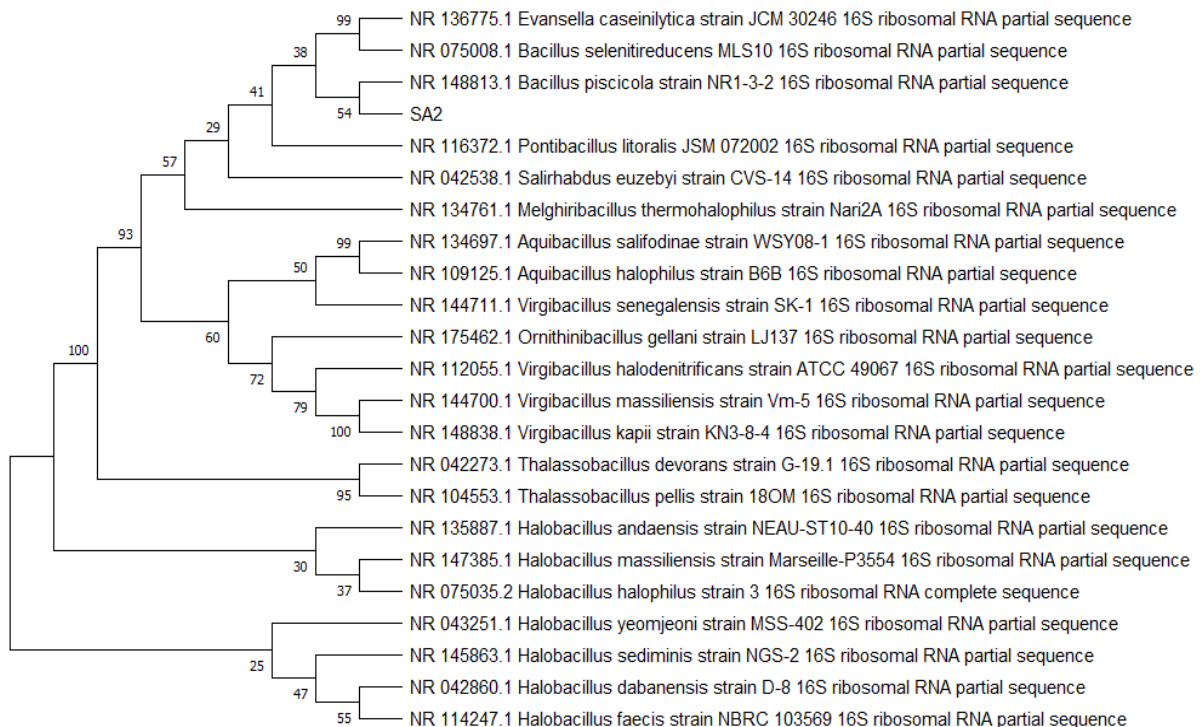 99
NR 136775.1 Evansella caseinilytica strain JCM 30246 16S ribosomal RNA partial sequence
38
NR 075008.1 Bacillus selenitireducens MLS10 16S ribosomal RNA partial sequence
NR 148813.1 Bacillus piscicola strain NR1-3-2 16S ribosomal RNA partial sequence
41
54
SA2
29
NR 116372.1 Pontibacillus litoralis JSM 072002 16S ribosomal RNA partial sequence
57
NR 042538.1 Salirhabdus euzebyi strain CVS-14 16S ribosomal RNA partial sequence
NR 134761.1 Melghiribacillus thermohalophilus strain Nari2A 16S ribosomal RNA partial sequence
93
99
NR 134697.1 Aquibacillus salifodinae strain WSY08-1 16S ribosomal RNA partial sequence
50
NR 109125.1 Aquibacillus halophilus strain B6B 16S ribosomal RNA partial sequence
NR 144711.1 Virgibacillus senegalensis strain SK-1 16S ribosomal RNA partial sequence
60
NR 175462.1 Ornithinibacillus gellani strain LJ137 16S ribosomal RNA partial sequence
100
NR 112055.1 Virgibacillus halodenitrificans strain ATCC 49067 16S ribosomal RNA partial sequence
72
NR 144700.1 Virgibacillus massiliensis strain Vm-5 16S ribosomal RNA partial sequence
79
100
NR 148838.1 Virgibacillus kapii strain KN3-8-4 16S ribosomal RNA partial sequence
NR 042273.1 Thalassobacillus devorans strain G-19.1 16S ribosomal RNA partial sequence
95
NR 104553.1 Thalassobacillus pellis strain 18OM 16S ribosomal RNA partial sequence
NR 135887.1 Halobacillus andaensis strain NEAU-ST10-40 16S ribosomal RNA partial sequence
30
NR 147385.1 Halobacillus massiliensis strain Marseille-P3554 16S ribosomal RNA partial sequence
37
NR 075035.2 Halobacillus halophilus strain 3 16S ribosomal RNA complete sequence
NR 043251.1 Halobacillus yeomjeoni strain MSS-402 16S ribosomal RNA partial sequence
25
NR 145863.1 Halobacillus sediminis strain NGS-2 16S ribosomal RNA partial sequence
47
NR 042860.1 Halobacillus dabanensis strain D-8 16S ribosomal RNA partial sequence
55
NR 114247.1 Halobacillus faecis strain NBRC 103569 16S ribosomal RNA partial sequence